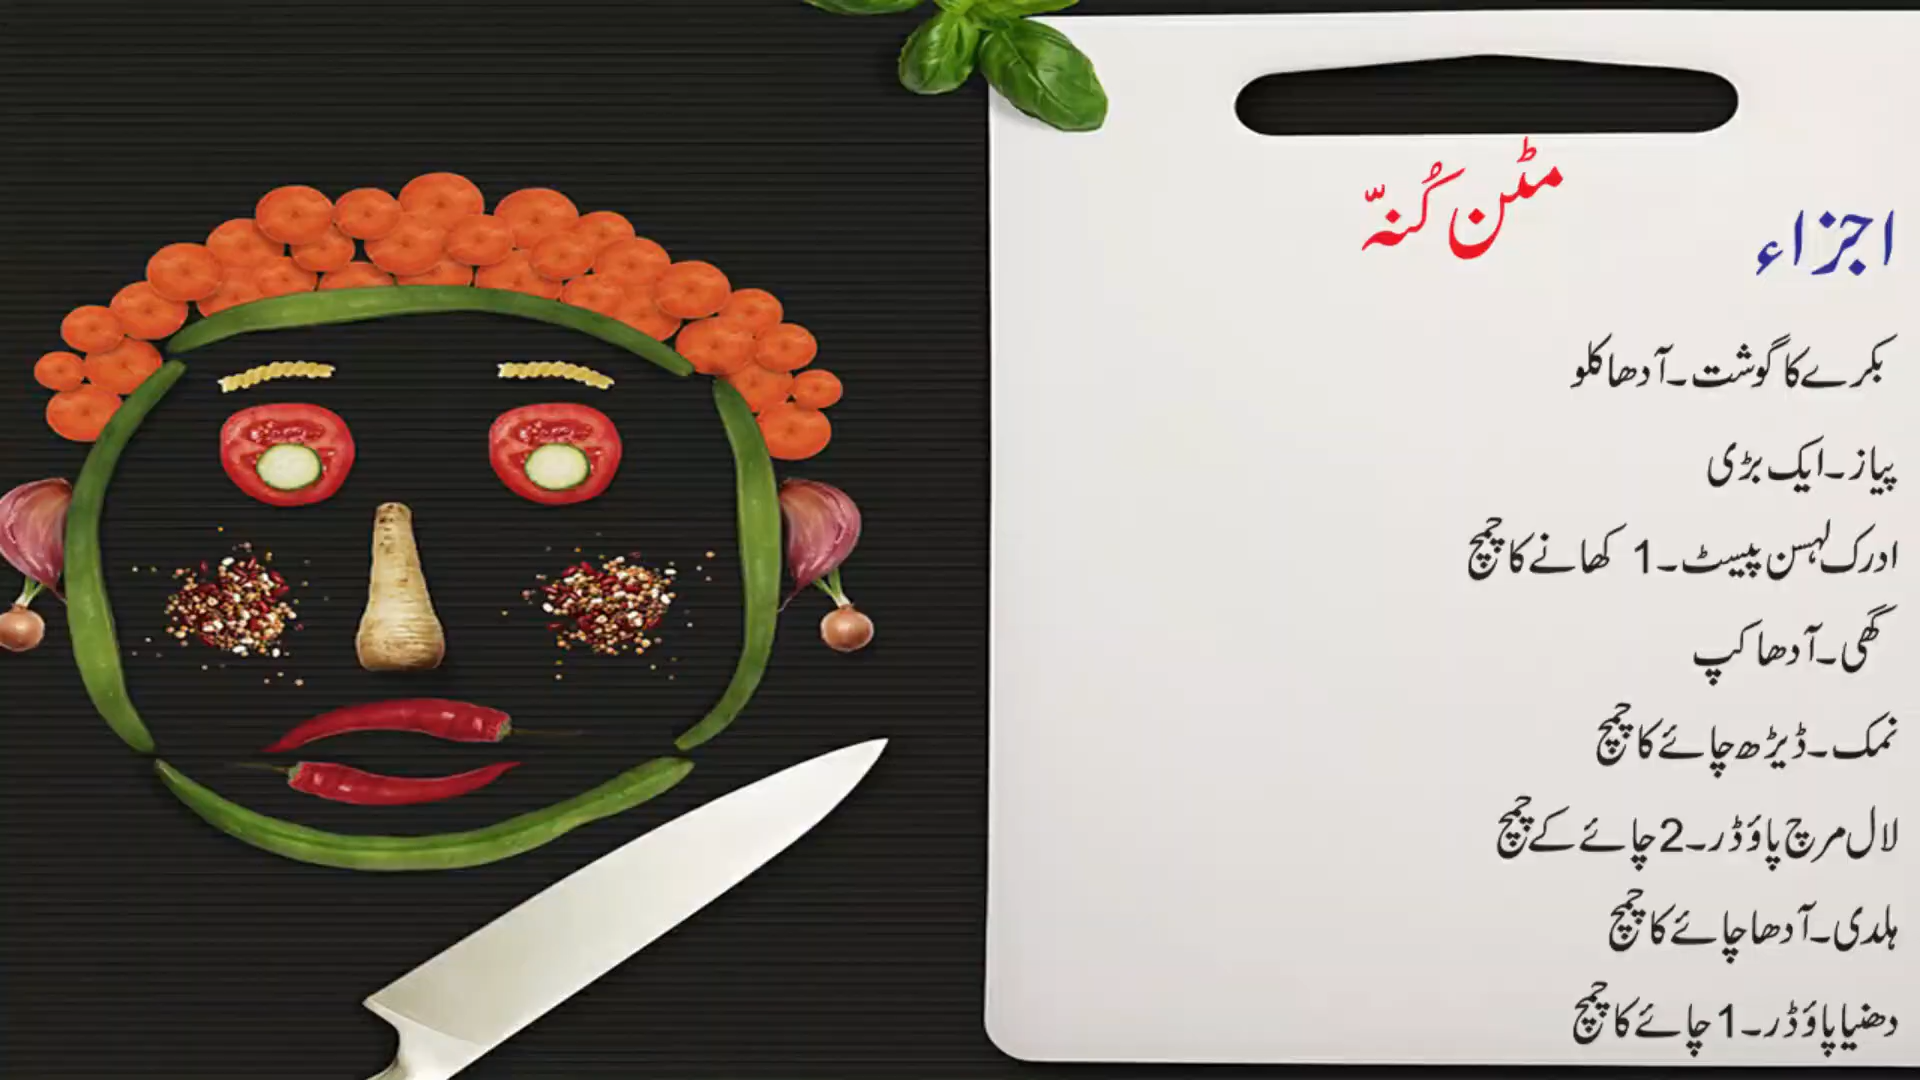 مٹن کُنہّ
اجزاء
بکرے کا گوشت۔آدھا کلو
پیاز۔ایک بڑی
ادرک لہسن پیسٹ۔1 کھانے کا چمچ
گھی۔آدھا کپ
نمک۔ڈیڑھ چائے کا چمچ
لال مرچ پاؤڈر۔2 چائے کے چمچ
ہلدی۔آدھا چائے کا چمچ
دھنیا پاؤڈر۔1 چائے کا چمچ